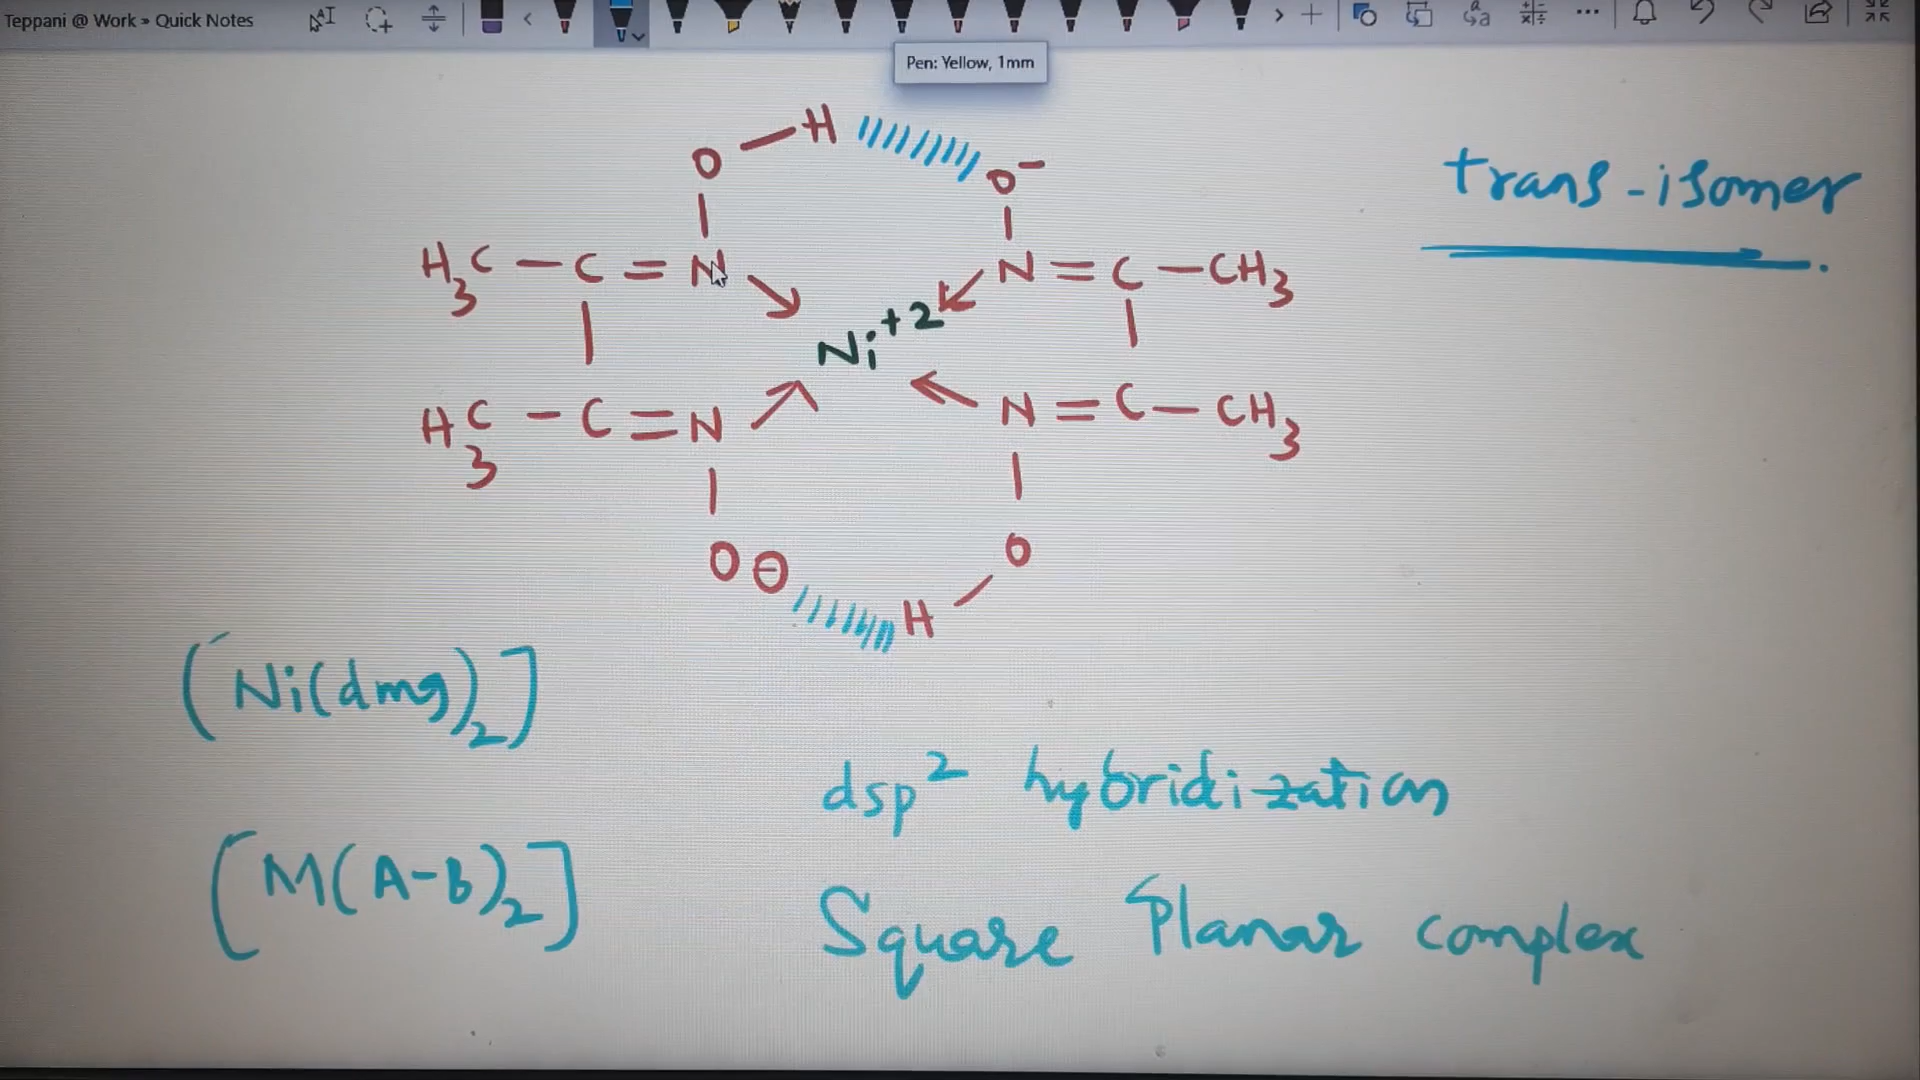 Teppani @ Work » Quick Notes
Pen: Yellow, 1mm
O — H O⁻
trans-isomer
H₃C — C = N N = C — CH₃
Ni⁺²
H₃C — C = N N = C — CH₃
O ⊖ H O
[Ni(dmg)₂]
dsp² hybridization
[M(A-B)₂]
Square Planar complex